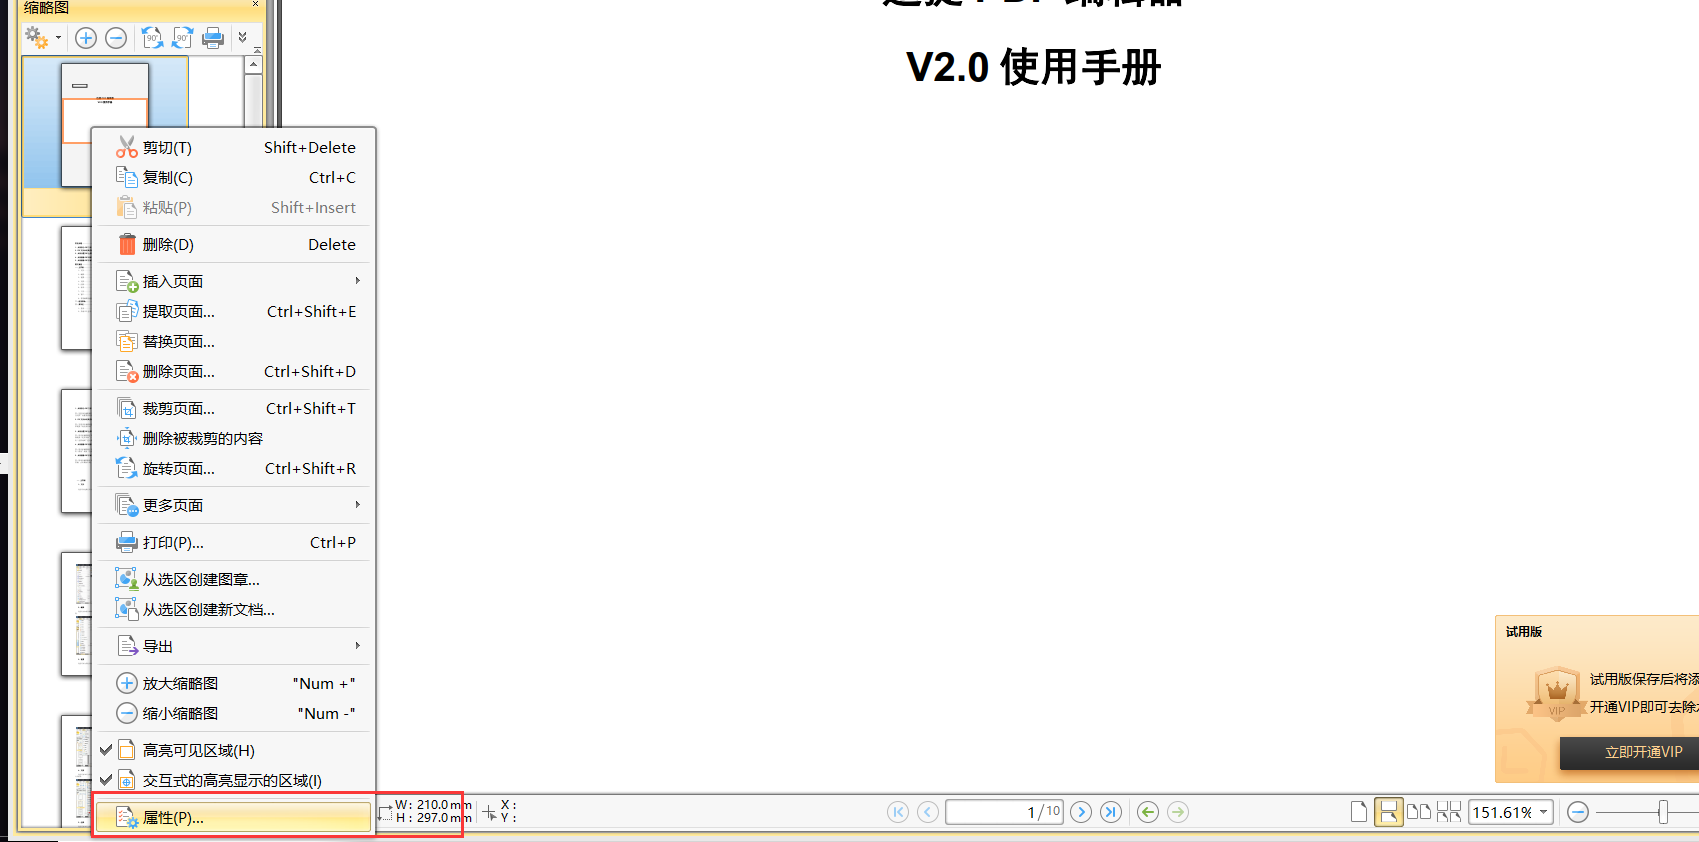 缩略图
90° 90°
V2.0 使用手册
剪切(T) Shift+Delete
复制(C) Ctrl+C
粘贴(P) Shift+Insert
删除(D) Delete
插入页面
提取页面... Ctrl+Shift+E
替换页面...
删除页面... Ctrl+Shift+D
裁剪页面... Ctrl+Shift+T
删除被裁剪的内容
旋转页面... Ctrl+Shift+R
更多页面
打印(P)... Ctrl+P
从选区创建图章...
从选区创建新文档...
导出
放大缩略图 "Num +"
缩小缩略图 "Num -"
高亮可见区域(H)
交互式的高亮显示的区域(I)
属性(P)...
试用版
试用版保存后将添
VIP
开通VIP即可去除
立即开通VIP
W: 210.0mm
H: 297.0mm
X:
Y:
1/10
151.61%